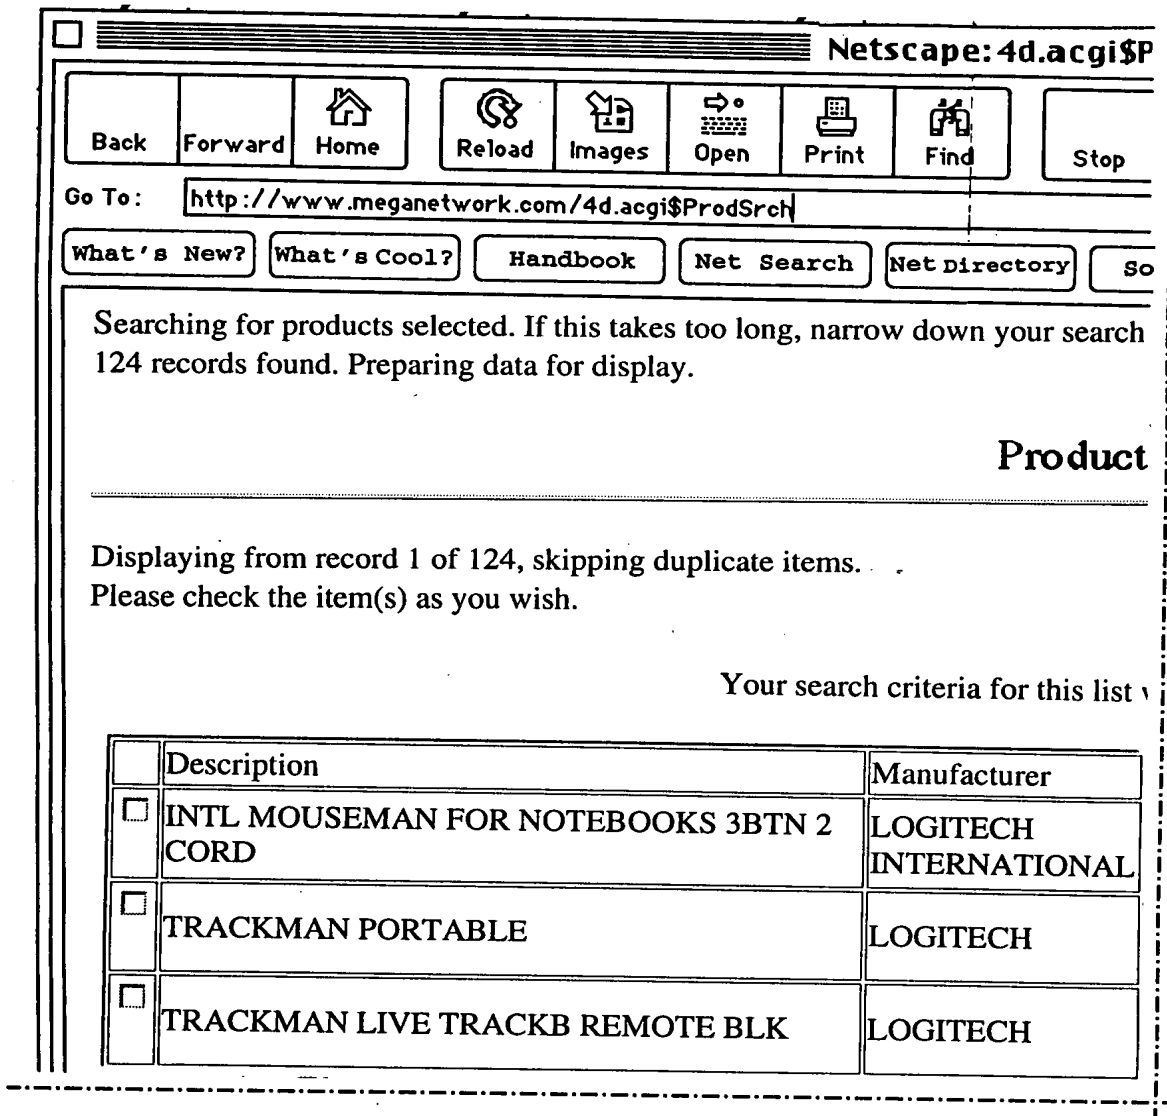 Netscape: 4d.acgi$P
Back Forward Home Reload Images Open Print Find Stop
Go To: http://www.meganetwork.com/4d.acgi$ProdSrch
What's New? What's Cool? Handbook Net Search Net Directory So
Searching for products selected. If this takes too long, narrow down your search
124 records found. Preparing data for display.
Product
Displaying from record 1 of 124, skipping duplicate items.
Please check the item(s) as you wish.
Your search criteria for this list
Description Manufacturer
INTL MOUSEMAN FOR NOTEBOOKS 3BTN 2 LOGITECH
CORD INTERNATIONAL
TRACKMAN PORTABLE LOGITECH
TRACKMAN LIVE TRACKB REMOTE BLK LOGITECH